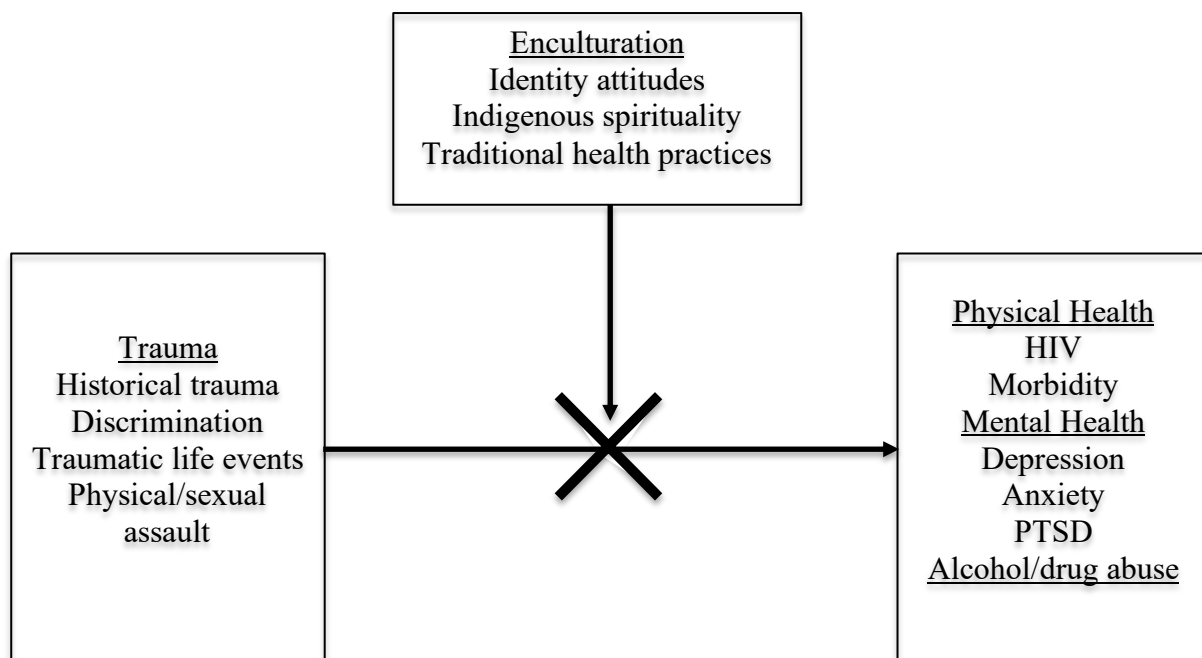 Enculturation
Identity attitudes
Indigenous spirituality
Traditional health practices
Trauma
Historical trauma
Discrimination
Traumatic life events
Physical/sexual
assault
Physical Health
HIV
Morbidity
Mental Health
Depression
Anxiety
PTSD
Alcohol/drug abuse